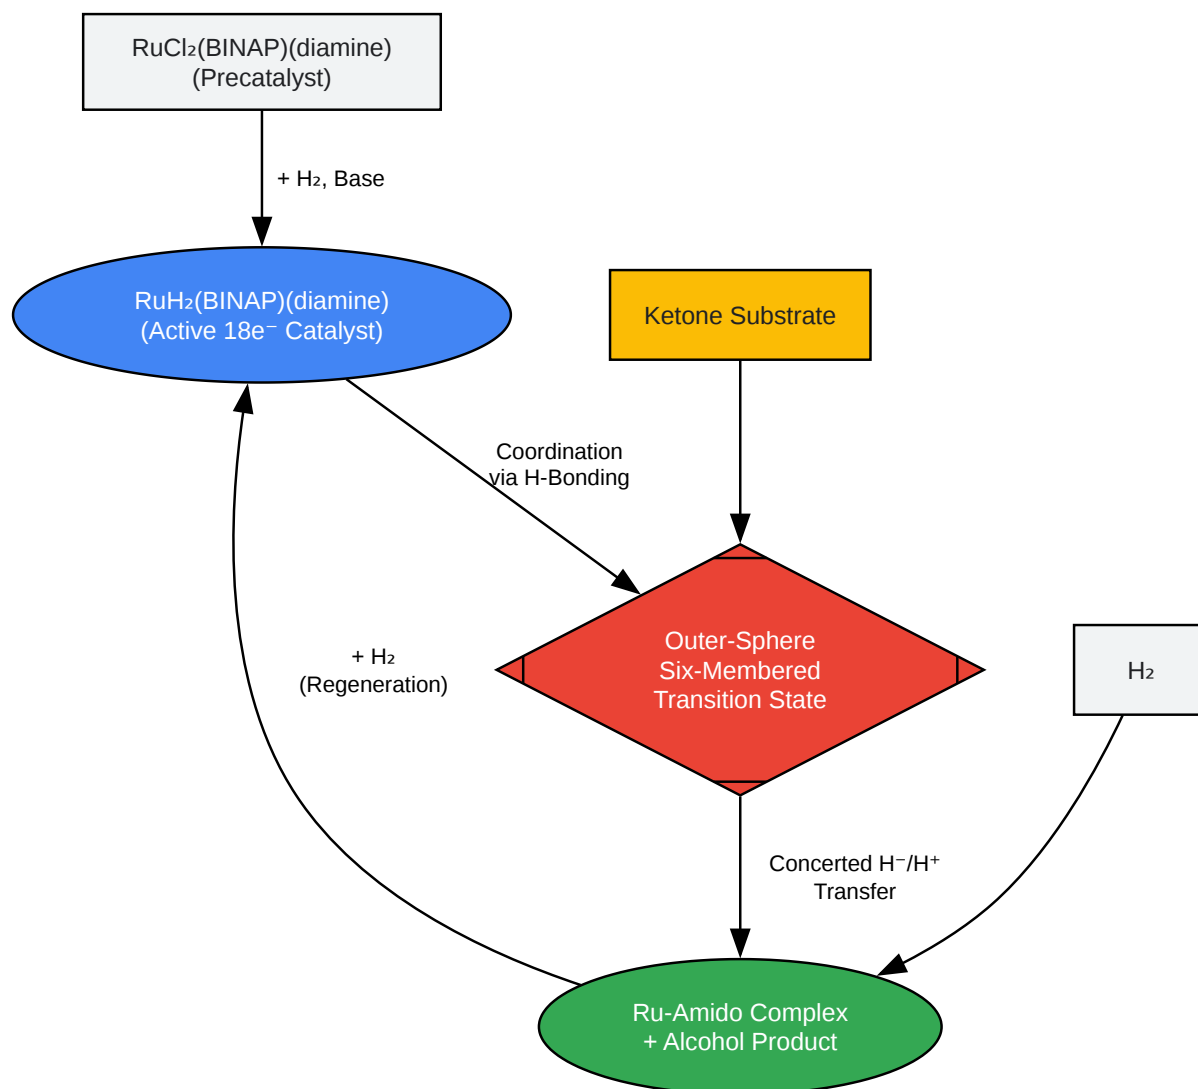 RuCl₂(BINAP)(diamine)
(Precatalyst)
+ H₂, Base
RuH₂(BINAP)(diamine)
(Active 18e⁻ Catalyst)
Ketone Substrate
Coordination
via H-Bonding
Outer-Sphere
Six-Membered
Transition State
+ H₂
(Regeneration)
H₂
Concerted H⁻/H⁺
Transfer
Ru-Amido Complex
+ Alcohol Product